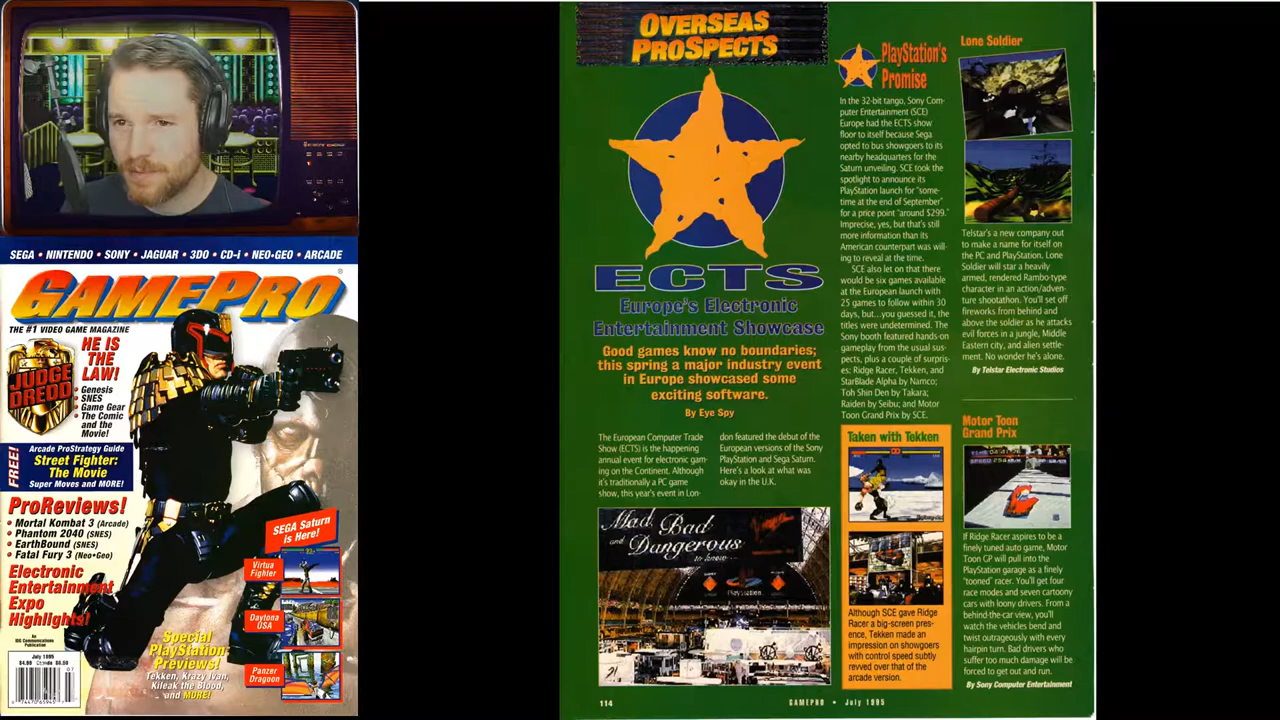 SEGA • NINTENDO • SONY • JAGUAR • 3DO • CD-i • NEO•GEO • ARCADE
GAMEPRO
THE #1 VIDEO GAME MAGAZINE
JUDGE
DREDD
HE IS
THE
LAW!
• Genesis
• SNES
• Game Gear
• The Comic
and the
Movie!
FREE!
Arcade ProStrategy Guide
Street Fighter:
The Movie
Super Moves and MORE!
ProReviews!
• Mortal Kombat 3 (Arcade)
• Phantom 2040 (SNES)
• EarthBound (SNES)
• Fatal Fury 3 (Neo•Geo)
Electronic
Entertainment
Expo
Highlights!
An
IDG Communications
Publication
July 1995
SEGA Saturn
is Here!
Virtua
Fighter
Daytona
USA
Panzer
Dragoon
Special
PlayStation
Previews!
Tekken, Krazy Ivan,
Kileak the Blood,
and MORE!
OVERSEAS
PROSPECTS
ECTS
Europe's Electronic
Entertainment Showcase
Good games know no boundaries;
this spring a major industry event
in Europe showcased some
exciting software.
By Eye Spy
The European Computer Trade
Show (ECTS) is the happening
annual event for electronic gam-
ing on the Continent. Although
it's traditionally a PC game
show, this year's event in Lon-
don featured the debut of the
European versions of the Sony
PlayStation and Sega Saturn.
Here's a look at what was
okay in the U.K.
Mad, Bad
and Dangerous
to know...
PlayStation
PlayStation's
Promise
In the 32-bit tango, Sony Com-
puter Entertainment (SCE)
Europe had the ECTS show
floor to itself because Sega
opted to bus showgoers to its
nearby headquarters for the
Saturn unveiling. SCE took the
spotlight to announce its
PlayStation launch for "some-
time at the end of September"
for a price point "around $299."
Imprecise, yes, but that's still
more information than its
American counterpart was will-
ing to reveal at the time.
SCE also let on that there
would be six games available
at the European launch with
25 games to follow within 30
days, but...you guessed it, the
titles were undetermined. The
Sony booth featured hands-on
gameplay from the usual sus-
pects, plus a couple of surpris-
es: Ridge Racer, Tekken, and
StarBlade Alpha by Namco;
Toh Shin Den by Takara;
Raiden by Seibu; and Motor
Toon Grand Prix by SCE.
Taken with Tekken
Although SCE gave Ridge
Racer a big-screen pres-
ence, Tekken made an
impression on showgoers
with control speed subtly
revved over that of the
arcade version.
Lone Soldier
Telstar's a new company out
to make a name for itself on
the PC and PlayStation. Lone
Soldier will star a heavily
armed, rendered Rambo-type
character in an action/adven-
ture shootathon. You'll set off
fireworks from behind and
above the soldier as he attacks
evil forces in a jungle, Middle
Eastern city, and alien settle-
ment. No wonder he's alone.
By Telstar Electronic Studios
Motor Toon
Grand Prix
If Ridge Racer aspires to be a
finely tuned auto game, Motor
Toon GP will pull into the
PlayStation garage as a finely
"tooned" racer. You'll get four
race modes and seven cartoony
cars with loony drivers. From a
behind-the-car view, you'll
watch the vehicles bend and
twist outrageously with every
hairpin turn. Bad drivers who
suffer too much damage will be
forced to get out and run.
By Sony Computer Entertainment
114
GAMEPRO • July 1995